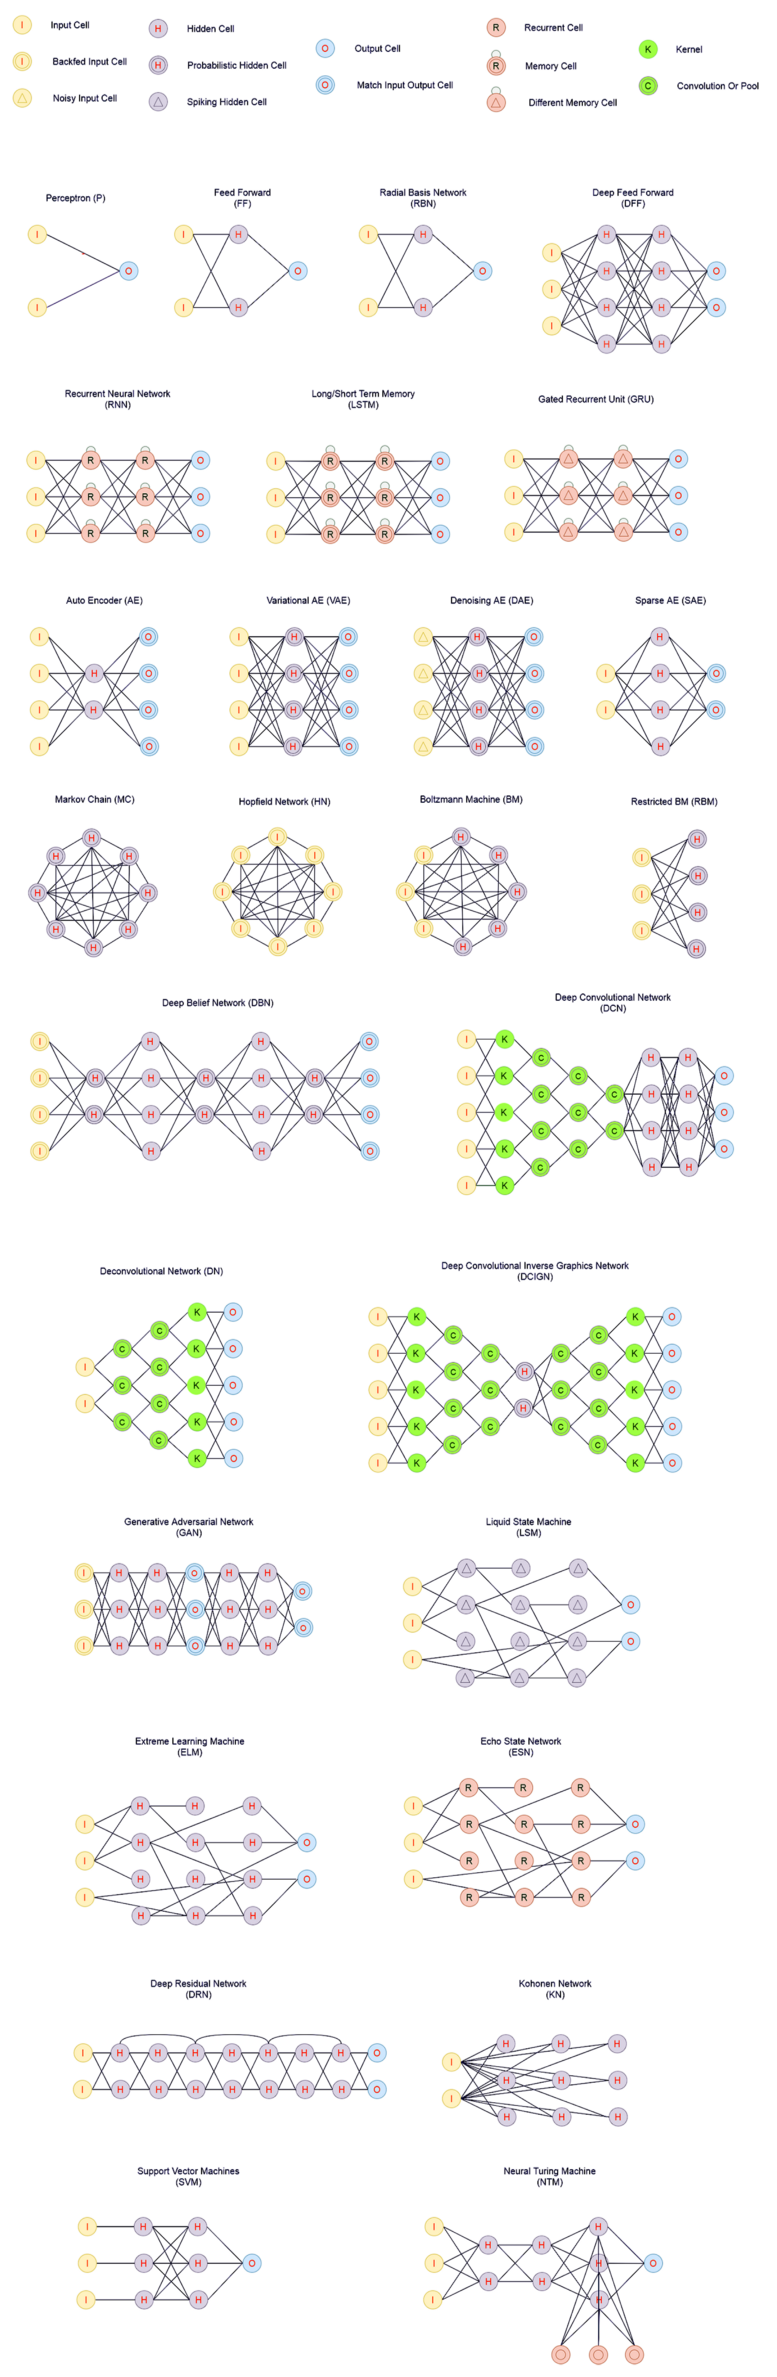 Input Cell
Backfed Input Cell
Noisy Input Cell
Hidden Cell
Probablistic Hidden Cell
Spiking Hidden Cell
Output Cell
Match Input Output Cell
Recurrent Cell
Memory Cell
Different Memory Cell
Kernel
Convolution Or Pool
Perceptron (P)
Feed Forward
(FF)
Radial Basis Network
(RBN)
Deep Feed Forward
(DFF)
Recurrent Neural Network
(RNN)
Long/Short Term Memory
(LSTM)
Gated Recurrent Unit (GRU)
Auto Encoder (AE)
Variational AE (VAE)
Denoising AE (DAE)
Sparse AE (SAE)
Markov Chain (MC)
Hopfield Network (HN)
Boltzmann Machine (BM)
Restricted BM (RBM)
Deep Belief Network (DBN)
Deep Convolutional Network
(DCN)
Deconvolutional Network (DN)
Deep Convolutional Inverse Graphics Network
(DCIGN)
Generative Adversarial Network
(GAN)
Liquid State Machine
(LSM)
Extreme Learning Machine
(ELM)
Echo State Network
(ESN)
Deep Residual Network
(DRN)
Kohonen Network
(KN)
Support Vector Machines
(SVM)
Neural Turing Machine
(NTM)